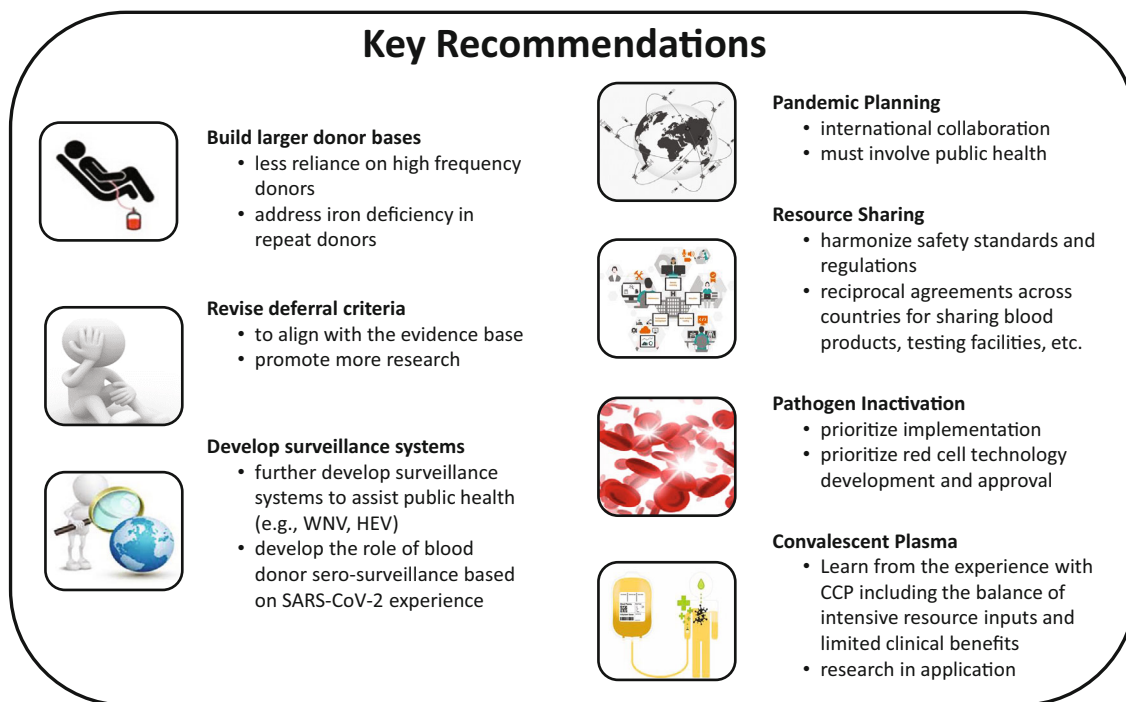 Key Recommendations
Build larger donor bases
• less reliance on high frequency
donors
• address iron deficiency in
repeat donors
Revise deferral criteria
• to align with the evidence base
• promote more research
Develop surveillance systems
• further develop surveillance
systems to assist public health
(e.g., WNV, HEV)
• develop the role of blood
donor sero-surveillance based
on SARS-CoV-2 experience
Pandemic Planning
• international collaboration
• must involve public health
Resource Sharing
• harmonize safety standards and
regulations
• reciprocal agreements across
countries for sharing blood
products, testing facilities, etc.
Pathogen Inactivation
• prioritize implementation
• prioritize red cell technology
development and approval
Convalescent Plasma
• Learn from the experience with
CCP including the balance of
intensive resource inputs and
limited clinical benefits
• research in application